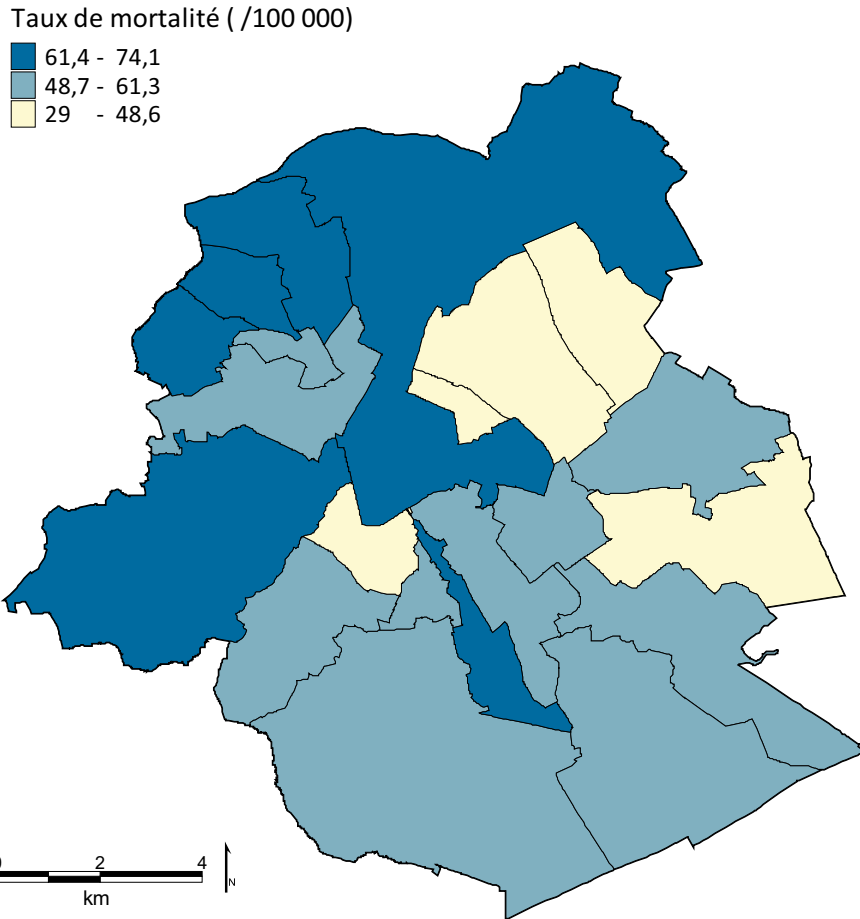 Taux de mortalité ( /100 000)
61,4 - 74,1
48,7 - 61,3
29 - 48,6
0 2 4
km
N